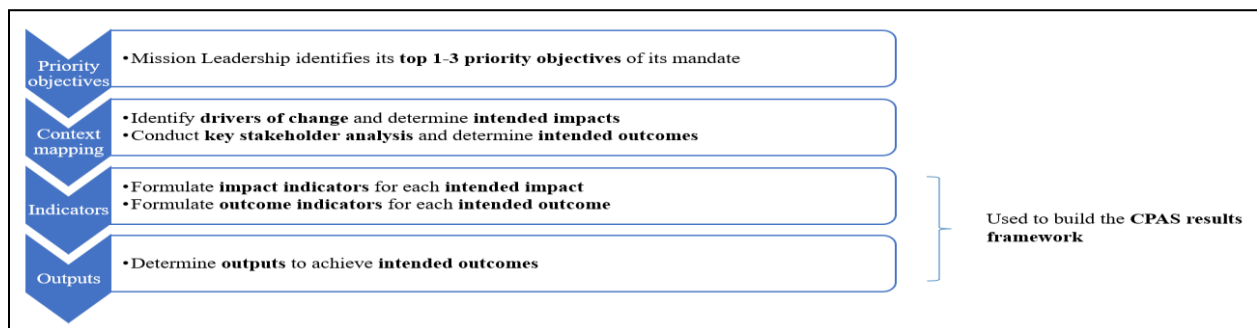 Priority
objectives
•Mission Leadership identifies its top 1-3 priority objectives of its mandate
Context
mapping
•Identify drivers of change and determine intended impacts
•Conduct key stakeholder analysis and determine intended outcomes
Indicators
•Formulate impact indicators for each intended impact
•Formulate outcome indicators for each intended outcome
Outputs
•Determine outputs to achieve intended outcomes
Used to build the CPAS results
framework